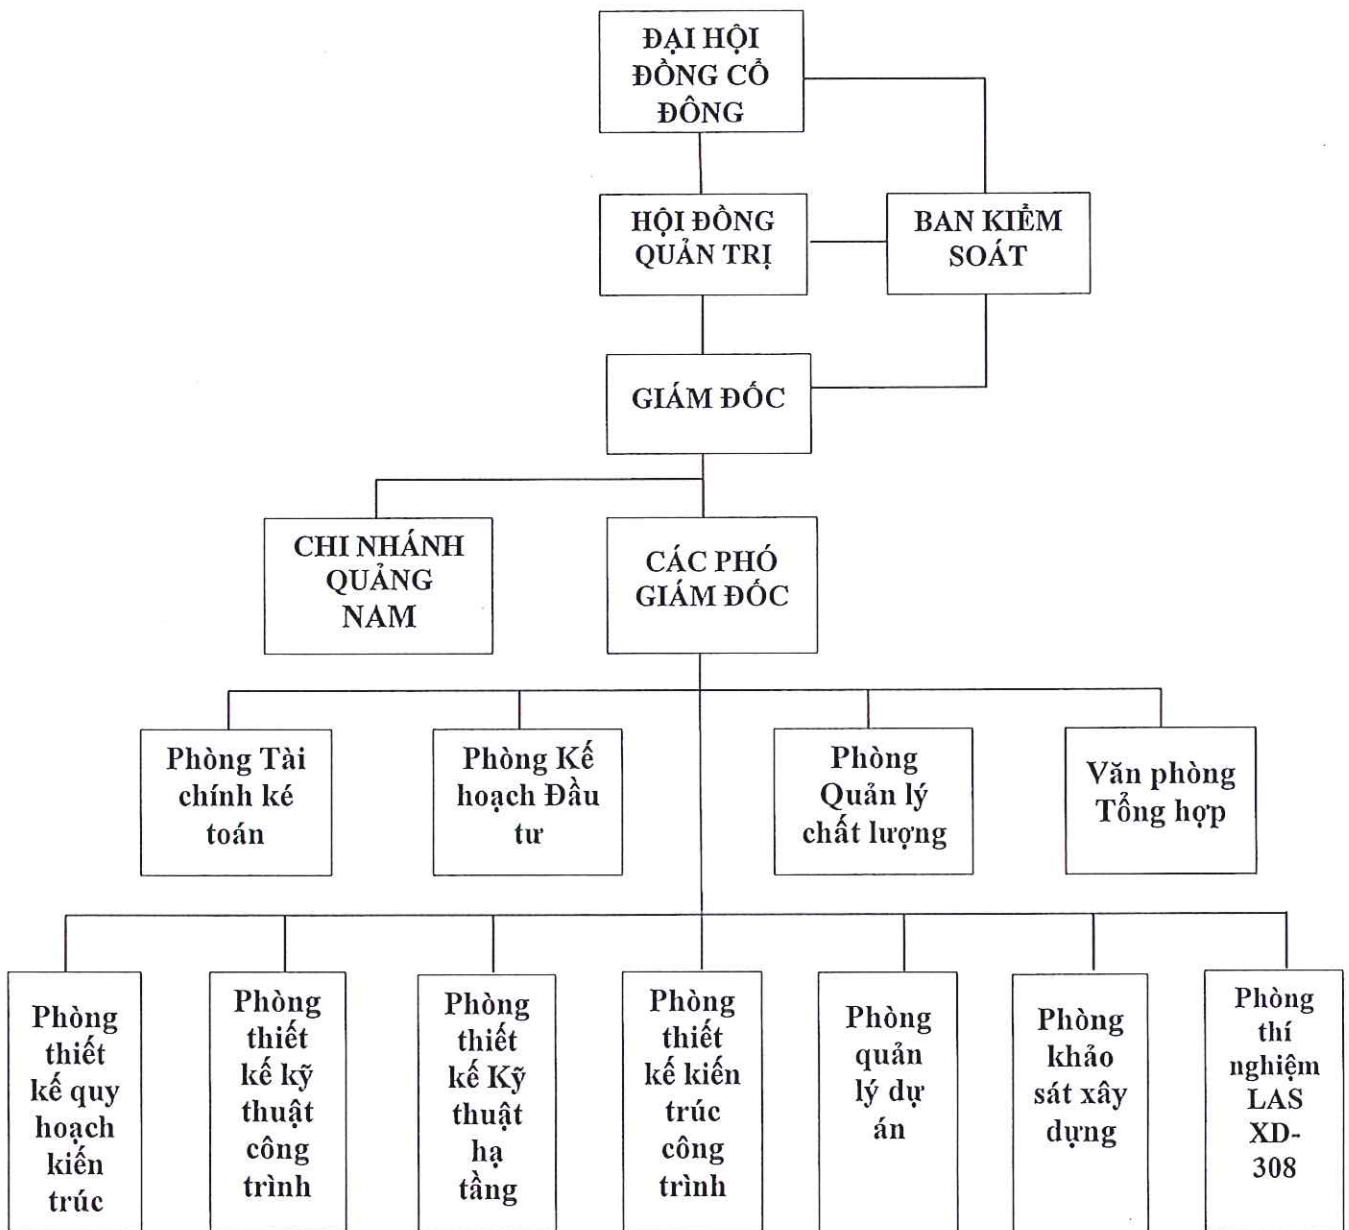 ĐẠI HỘI
ĐỒNG CỔ
ĐÔNG
HỘI ĐỒNG
QUẢN TRỊ
BAN KIỂM
SOÁT
GIÁM ĐỐC
CHI NHÁNH
QUẢNG
NAM
CÁC PHÓ
GIÁM ĐỐC
Phòng Tài
chính ké
toán
Phòng Kế
hoạch Đầu
tư
Phòng
Quản lý
chất lượng
Văn phòng
Tổng hợp
Phòng
thiết
kế quy
hoạch
kiến
trúc
Phòng
thiết
kế kỹ
thuật
công
trình
Phòng
thiết
kế Kỹ
thuật
hạ
tầng
Phòng
thiết
kế kiến
trúc
công
trình
Phòng
quản
lý dự
án
Phòng
khảo
sát xây
dựng
Phòng
thí
nghiệm
LAS
XD-
308